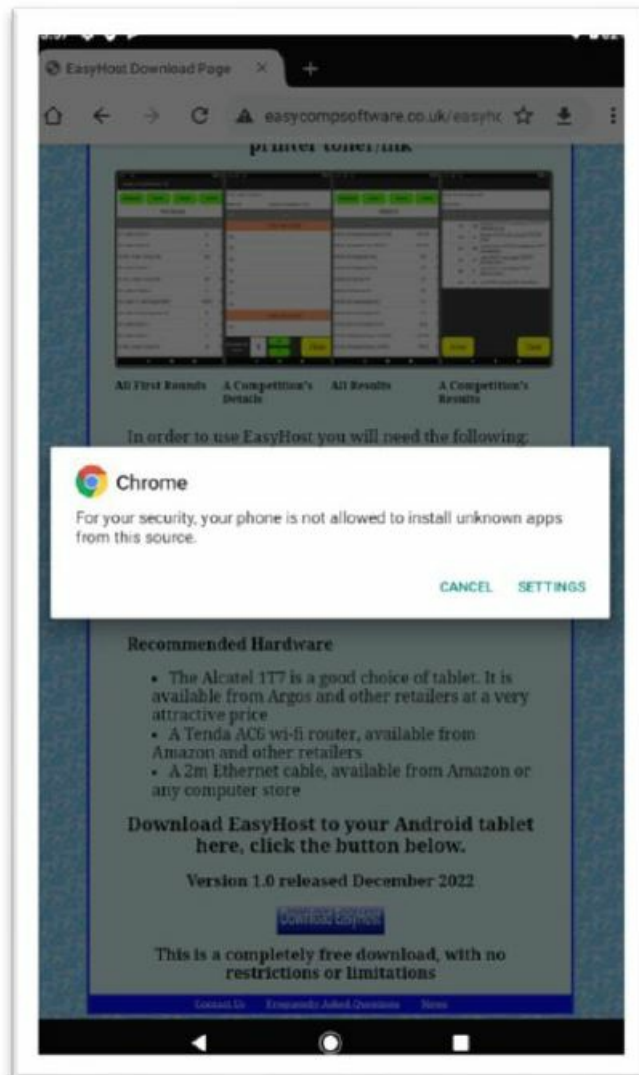 EasyHost Download Page
easycompsoftware.co.uk/easyhc
printer toner/ink
All First Rounds
A Competition's
Details
All Results
A Competition's
Results
In order to use EasyHost you will need the following:
Chrome
For your security, your phone is not allowed to install unknown apps
from this source.
CANCEL SETTINGS
Recommended Hardware
• The Alcatel 1T7 is a good choice of tablet. It is
available from Argos and other retailers at a very
attractive price
• A Tenda AC6 wi-fi router, available from
Amazon and other retailers
• A 2m Ethernet cable, available from Amazon or
any computer store
Download EasyHost to your Android tablet
here, click the button below.
Version 1.0 released December 2022
Download EasyHost
This is a completely free download, with no
restrictions or limitations
Contact Us Frequently Asked Questions News